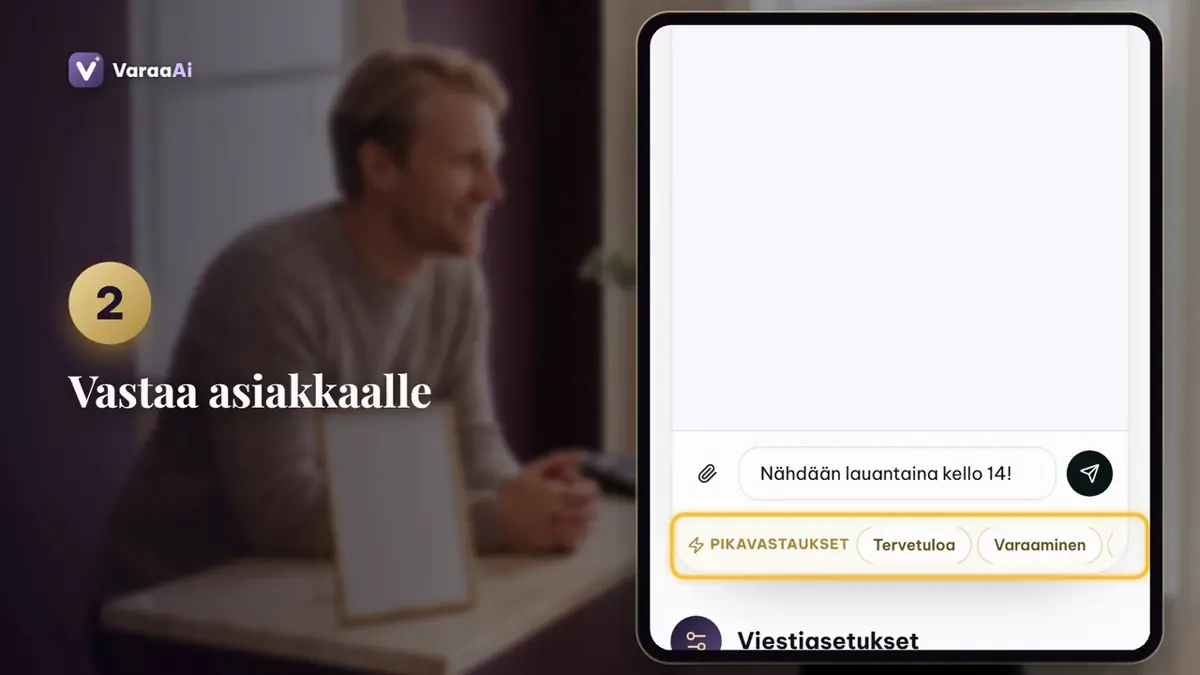 VaraaAi
2
Vastaa asiakkaalle
Nähdään lauantaina kello 14!
PIKAVASTAUKSET
Tervetuloa
Varaaminen
Viestiasetukset